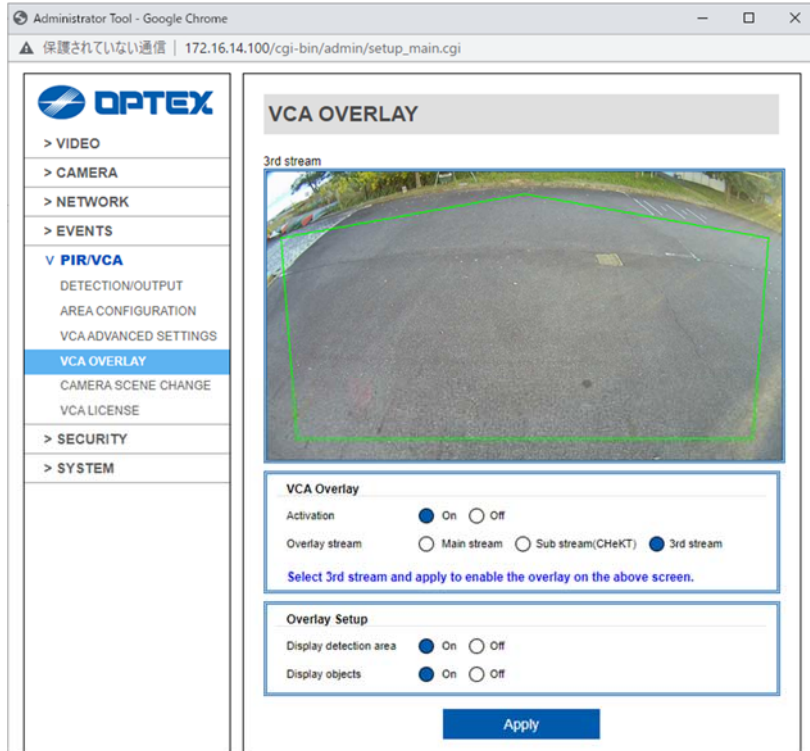 Administrator Tool - Google Chrome
保護されていない通信 | 172.16.14.100/cgi-bin/admin/setup_main.cgi
OPTEX
> VIDEO
> CAMERA
> NETWORK
> EVENTS
V PIR/VCA
DETECTION/OUTPUT
AREA CONFIGURATION
VCA ADVANCED SETTINGS
VCA OVERLAY
CAMERA SCENE CHANGE
VCA LICENSE
> SECURITY
> SYSTEM
VCA OVERLAY
3rd stream
VCA Overlay
Activation On Off
Overlay stream Main stream Sub stream(CHeKT) 3rd stream
Select 3rd stream and apply to enable the overlay on the above screen.
Overlay Setup
Display detection area On Off
Display objects On Off
Apply